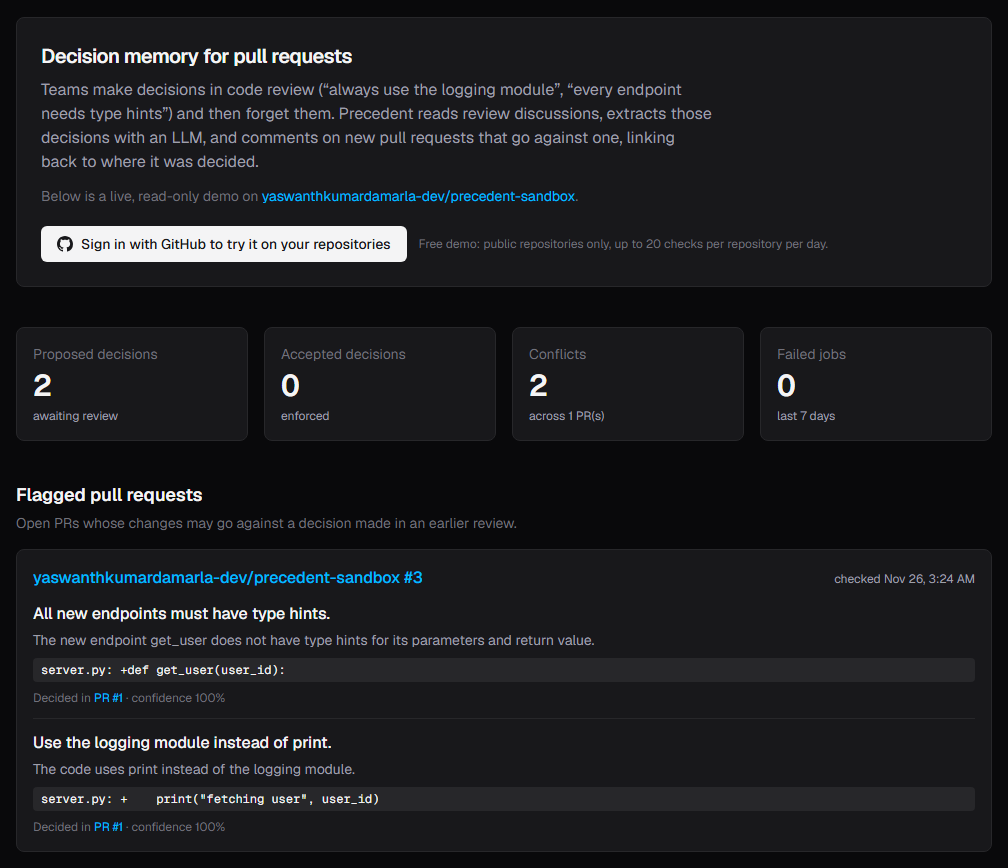 Decision memory for pull requests
Teams make decisions in code review (“always use the logging module”, “every endpoint
needs type hints”) and then forget them. Precedent reads review discussions, extracts those
decisions with an LLM, and comments on new pull requests that go against one, linking
back to where it was decided.
Below is a live, read-only demo on yaswanthkumardamarla-dev/precedent-sandbox.
Sign in with GitHub to try it on your repositories
Free demo: public repositories only, up to 20 checks per repository per day.
Proposed decisions
2
awaiting review
Accepted decisions
0
enforced
Conflicts
2
across 1 PR(s)
Failed jobs
0
last 7 days
Flagged pull requests
Open PRs whose changes may go against a decision made in an earlier review.
yaswanthkumardamarla-dev/precedent-sandbox #3
checked Nov 26, 3:24 AM
All new endpoints must have type hints.
The new endpoint get_user does not have type hints for its parameters and return value.
server.py: +def get_user(user_id):
Decided in PR #1 · confidence 100%
Use the logging module instead of print.
The code uses print instead of the logging module.
server.py: +    print("fetching user", user_id)
Decided in PR #1 · confidence 100%